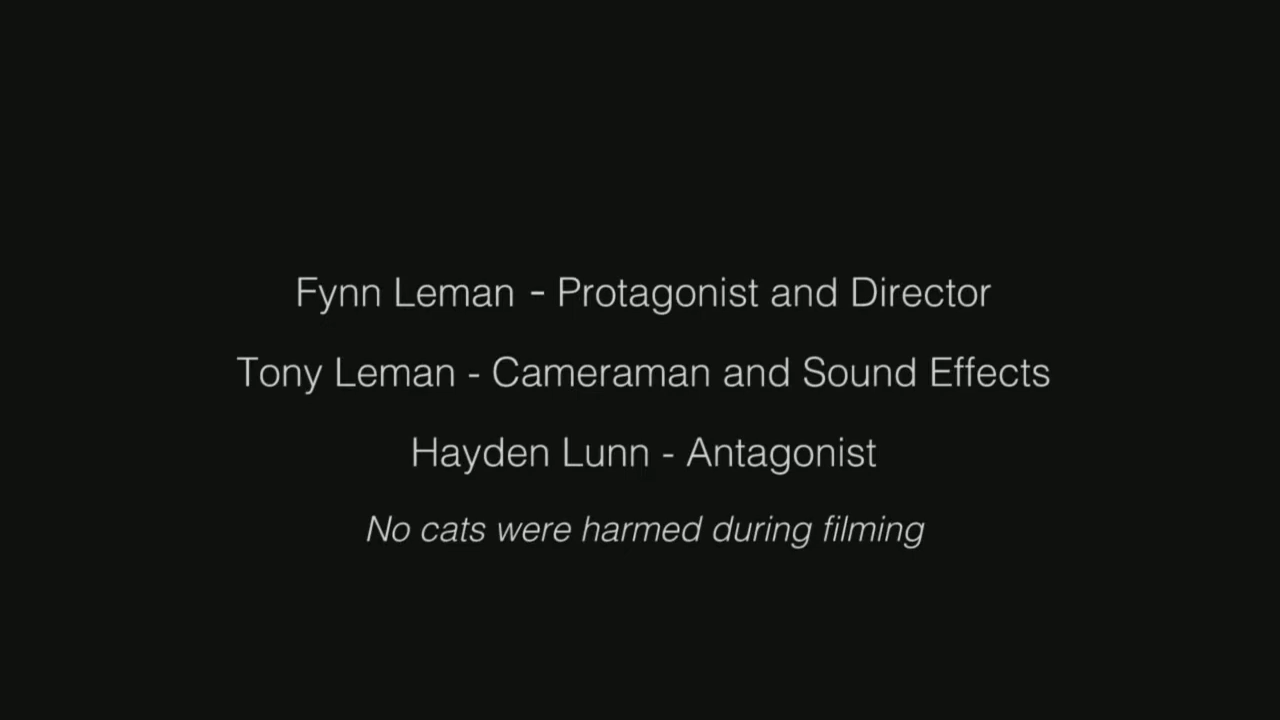 Fynn Leman - Protagonist and Director
Tony Leman - Cameraman and Sound Effects
Hayden Lunn - Antagonist
No cats were harmed during filming